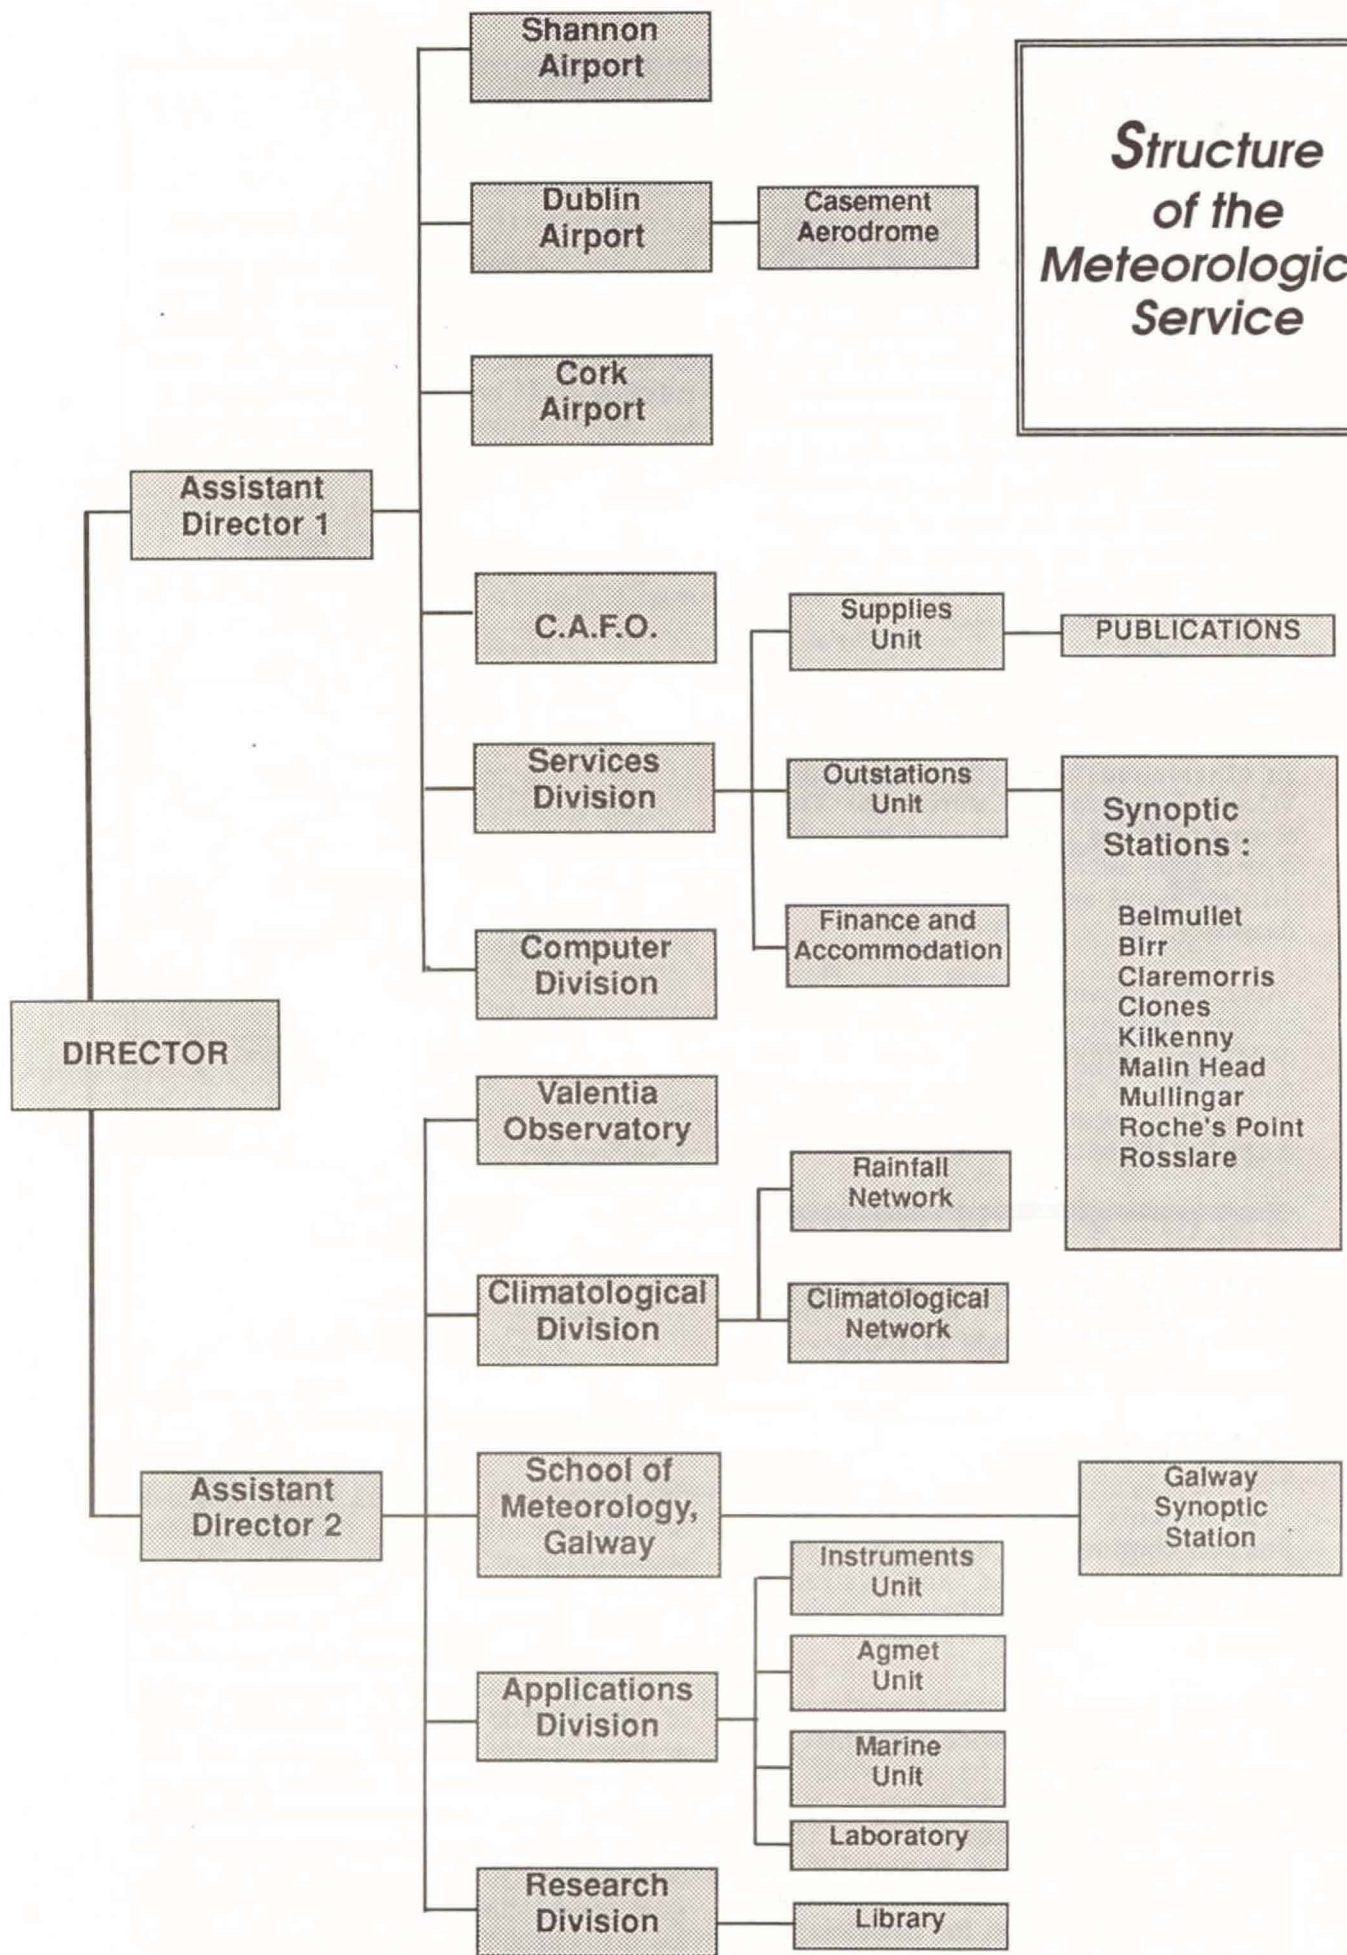 Shannon
Airport
Structure
of the
Meteorologic
Service
Dublin
Airport
Casement
Aerodrome
Cork
Airport
Assistant
Director 1
C.A.F.O.
Supplies
Unit
PUBLICATIONS
Services
Division
Outstations
Unit
Synoptic
Stations :
Belmullet
Birr
Claremorris
Clones
Kilkenny
Malin Head
Mullingar
Roche's Point
Rosslare
Finance and
Accommodation
Computer
Division
DIRECTOR
Valentia
Observatory
Rainfall
Network
Climatological
Division
Climatological
Network
Assistant
Director 2
School of
Meteorology,
Galway
Galway
Synoptic
Station
Instruments
Unit
Agmet
Unit
Applications
Division
Marine
Unit
Laboratory
Research
Division
Library